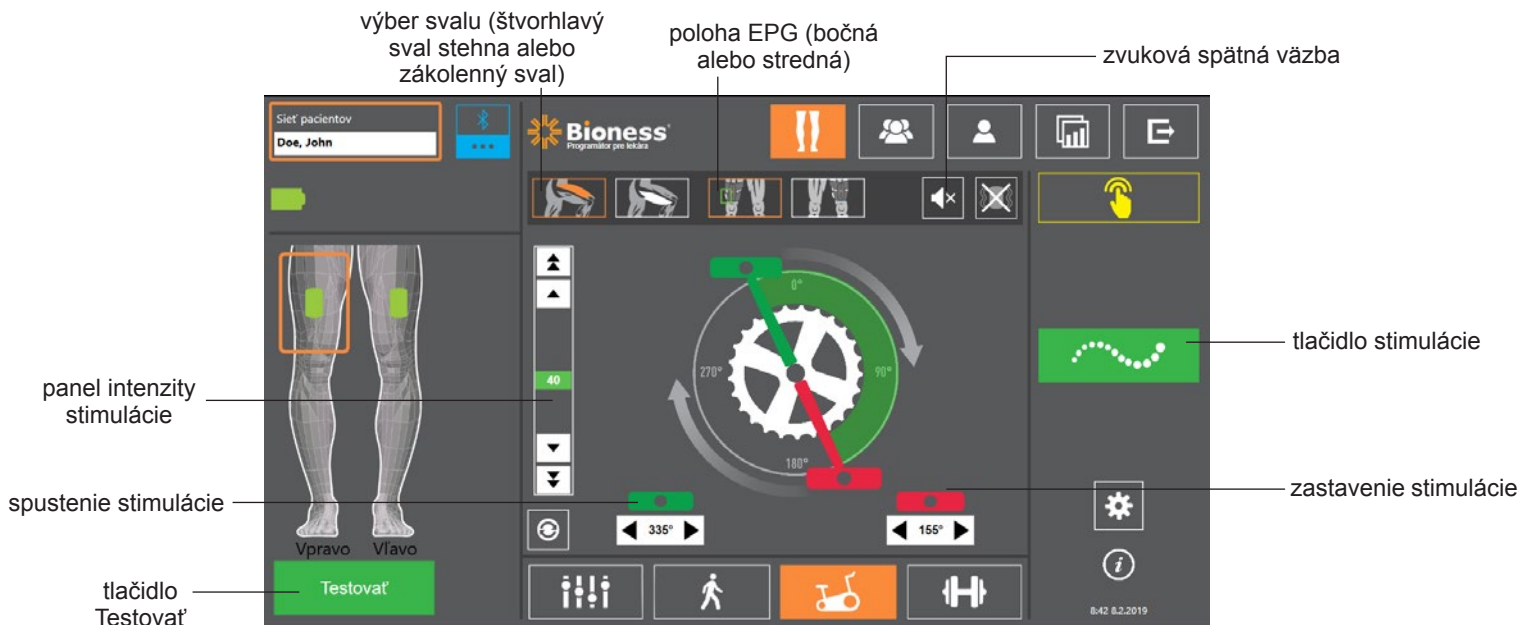 výber svalu (štvorhlavý
sval stehna alebo
zákolenný sval)
poloha EPG (bočná
alebo stredná)
zvuková spätná väzba
Sieť pacientov
Doe, John
Bioness
Programátor pre lekára
0°
270°
90°
40
180°
panel intenzity
stimulácie
tlačidlo stimulácie
spustenie stimulácie
zastavenie stimulácie
335°
155°
Vpravo
Vľavo
Testovať
tlačidlo
Testovať
i
8:42 8.2.2019